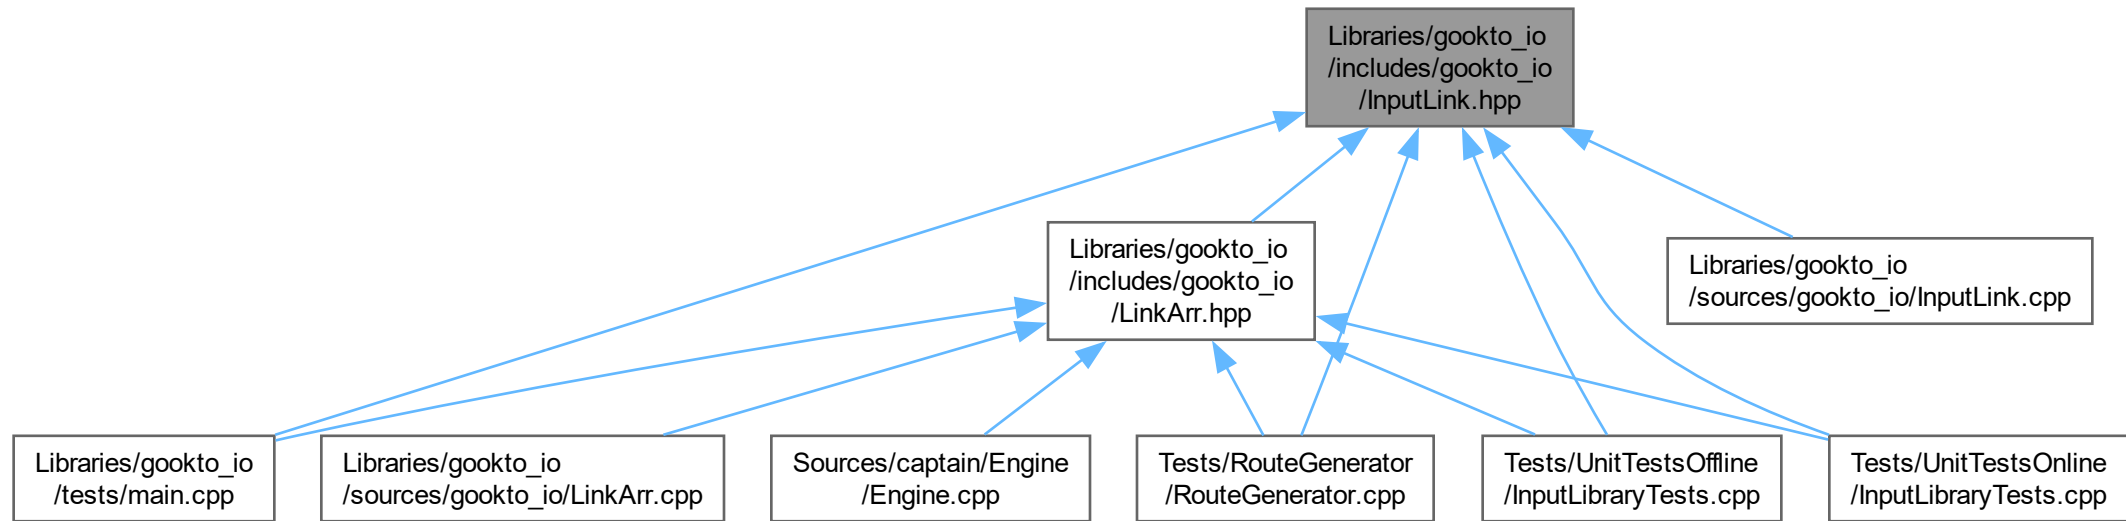 Libraries/gookto_io
/includes/gookto_io
/InputLink.hpp
Libraries/gookto_io
/includes/gookto_io
/LinkArr.hpp
Libraries/gookto_io
/sources/gookto_io/InputLink.cpp
Libraries/gookto_io
/tests/main.cpp
Libraries/gookto_io
/sources/gookto_io/LinkArr.cpp
Sources/captain/Engine
/Engine.cpp
Tests/RouteGenerator
/RouteGenerator.cpp
Tests/UnitTestsOffline
/InputLibraryTests.cpp
Tests/UnitTestsOnline
/InputLibraryTests.cpp